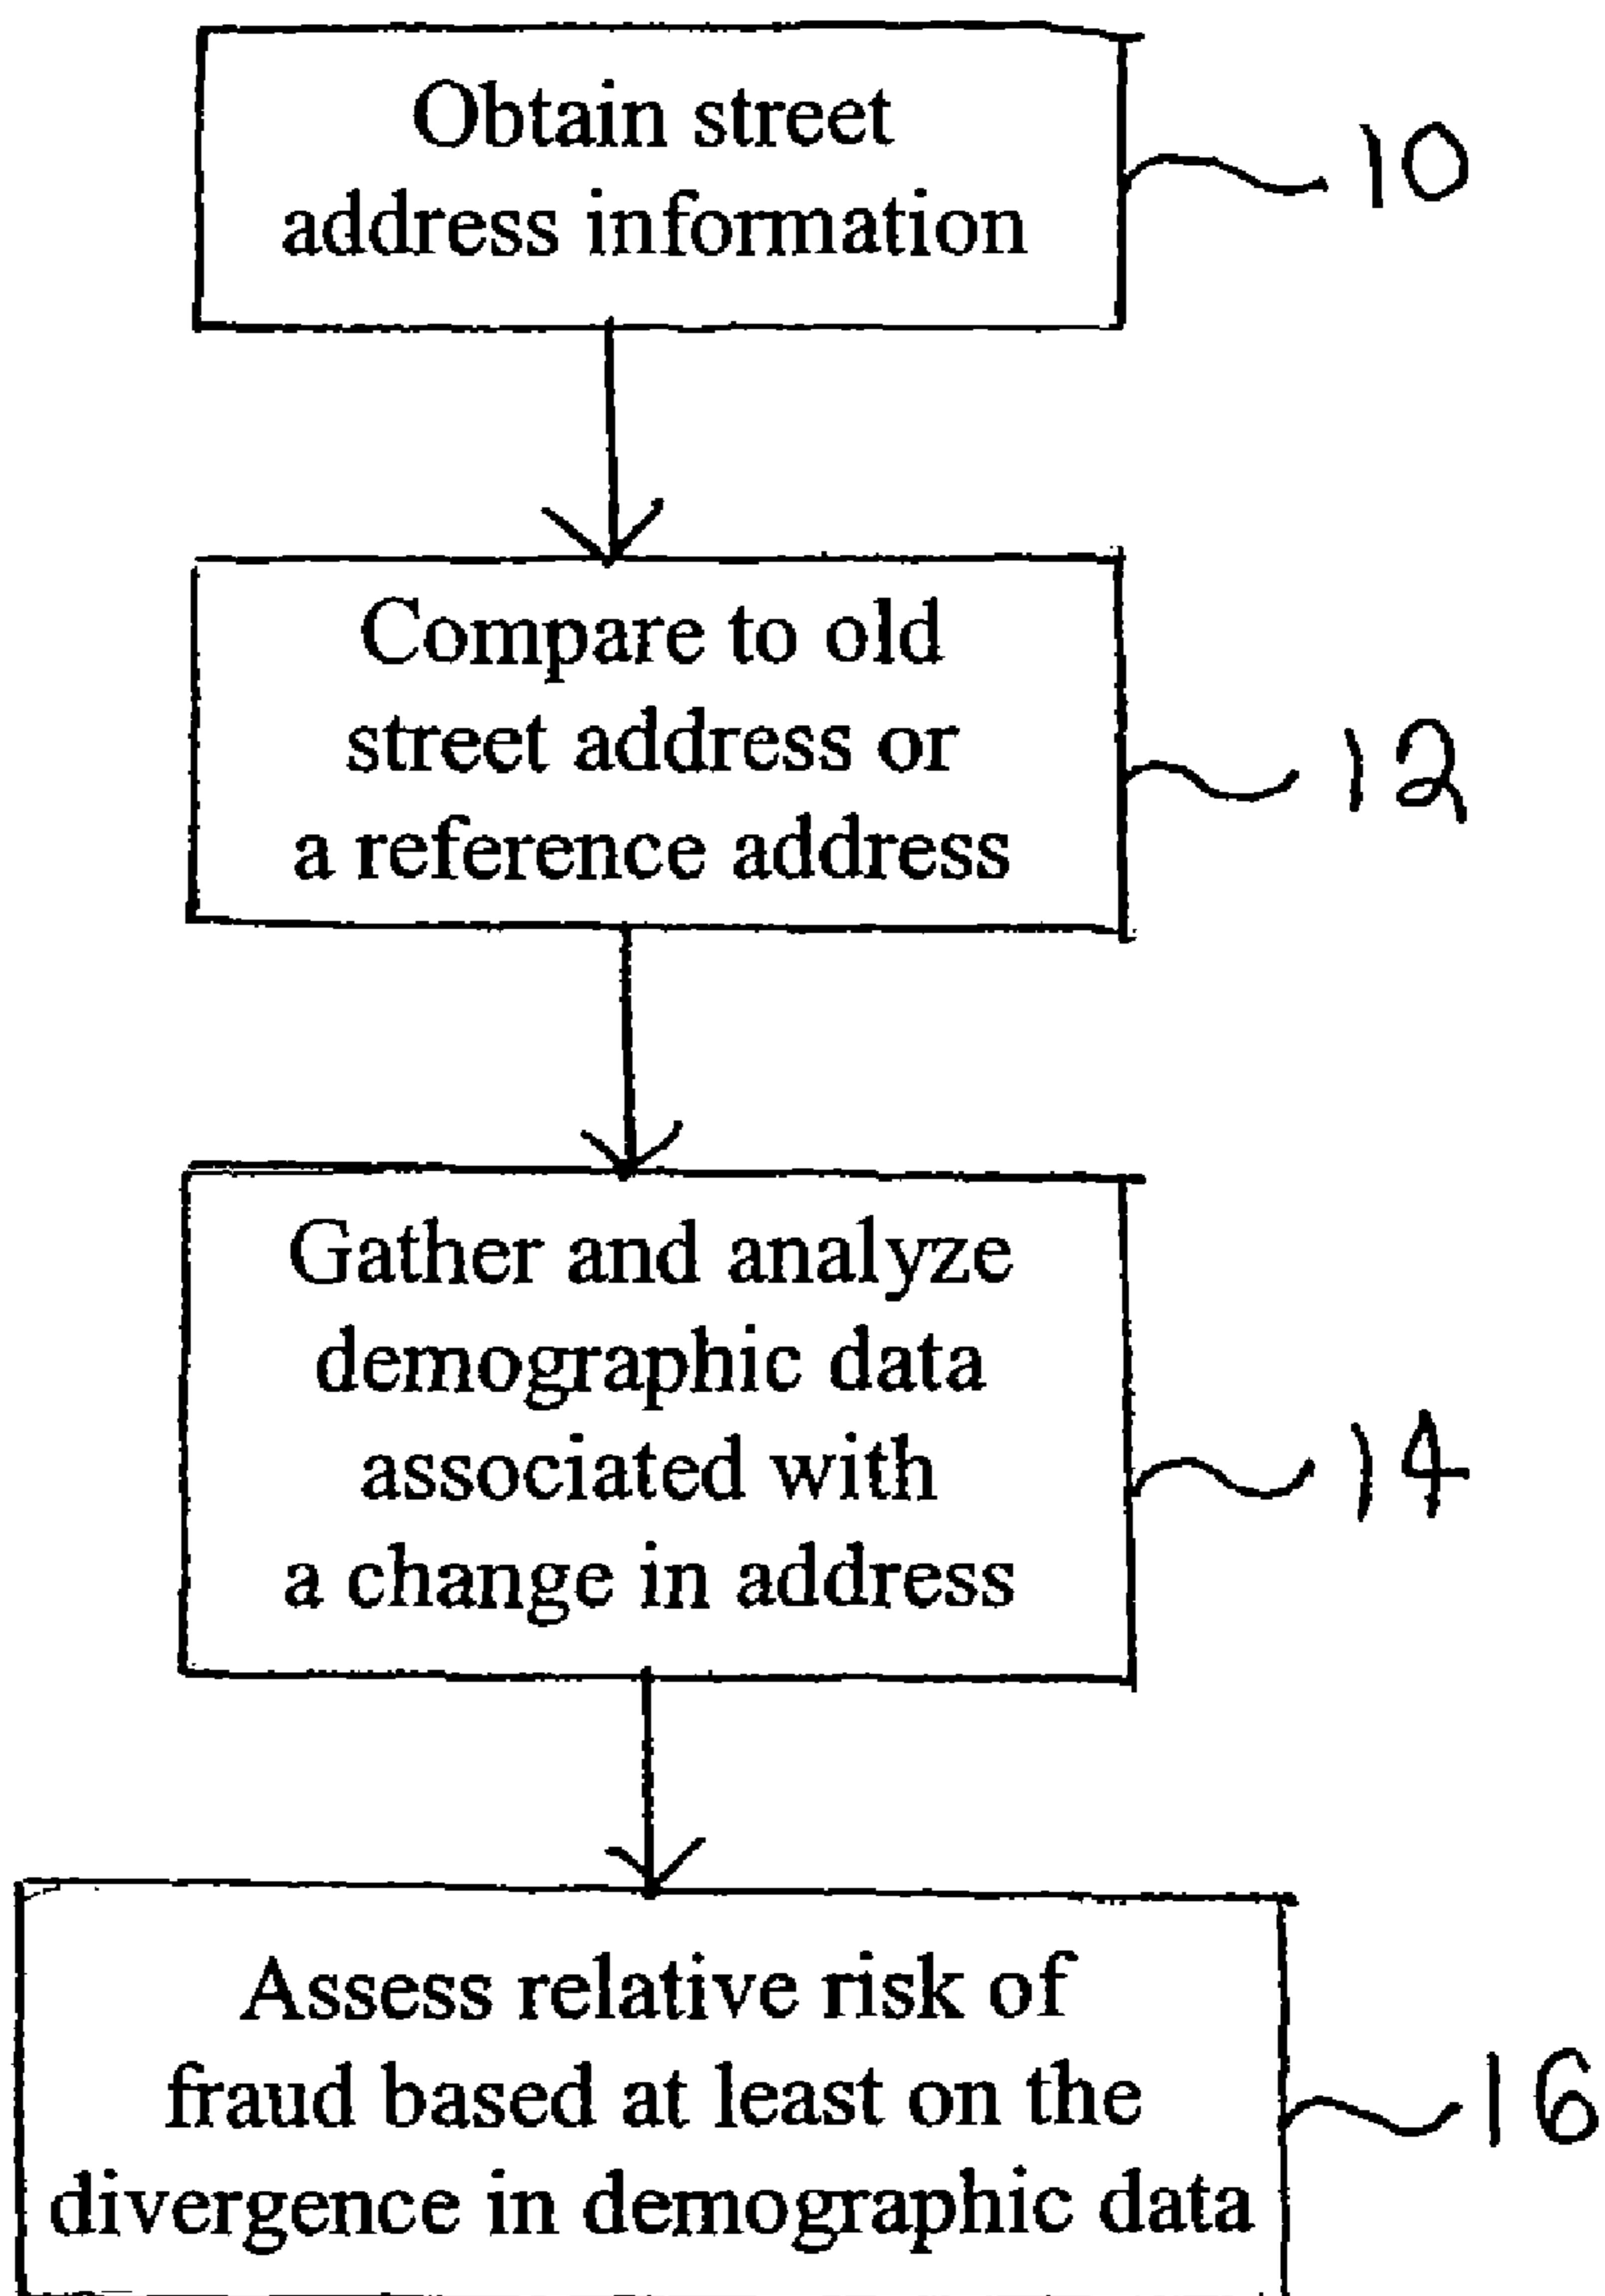 Obtain street
address information
10
Compare to old
street address or
a reference address
12
Gather and analyze
demographic data
associated with
a change in address
14
Assess relative risk of
fraud based at least on the
divergence in demographic data
16